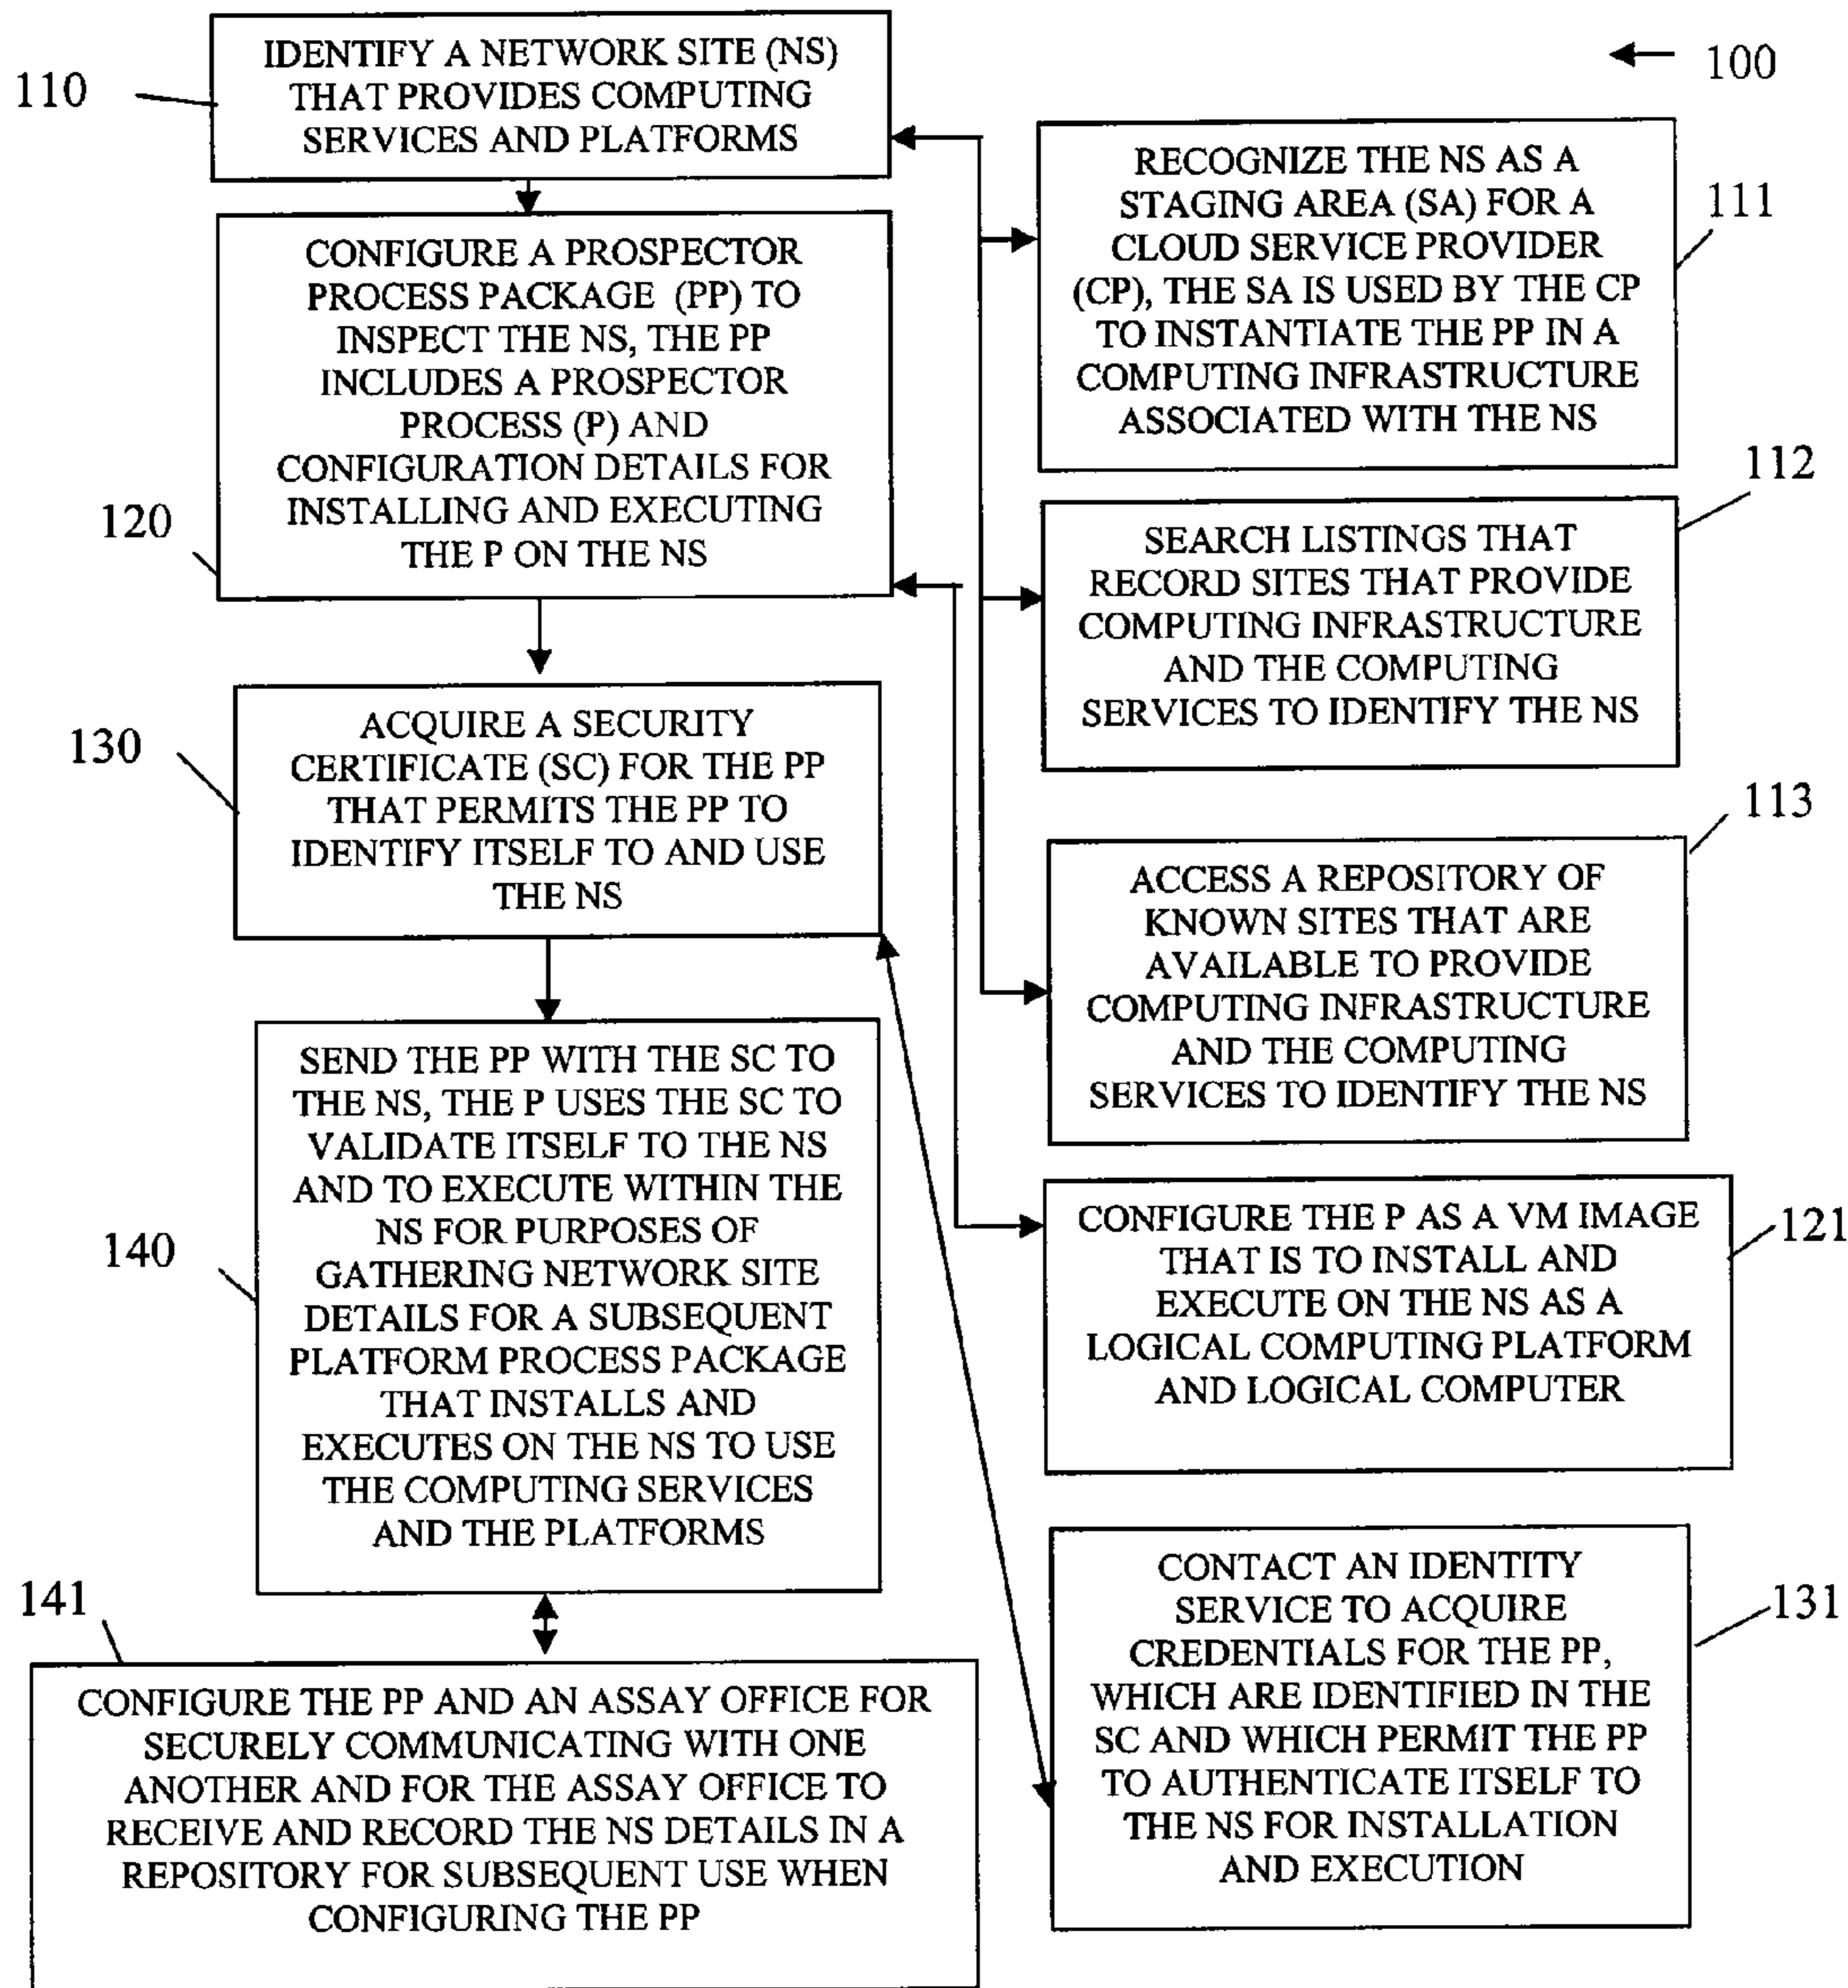 100
110
IDENTIFY A NETWORK SITE (NS)
THAT PROVIDES COMPUTING
SERVICES AND PLATFORMS
120
CONFIGURE A PROSPECTOR
PROCESS PACKAGE (PP) TO
INSPECT THE NS, THE PP
INCLUDES A PROSPECTOR
PROCESS (P) AND
CONFIGURATION DETAILS FOR
INSTALLING AND EXECUTING
THE P ON THE NS
130
ACQUIRE A SECURITY
CERTIFICATE (SC) FOR THE PP
THAT PERMITS THE PP TO
IDENTIFY ITSELF TO AND USE
THE NS
140
SEND THE PP WITH THE SC TO
THE NS, THE P USES THE SC TO
VALIDATE ITSELF TO THE NS
AND TO EXECUTE WITHIN THE
NS FOR PURPOSES OF
GATHERING NETWORK SITE
DETAILS FOR A SUBSEQUENT
PLATFORM PROCESS PACKAGE
THAT INSTALLS AND
EXECUTES ON THE NS TO USE
THE COMPUTING SERVICES
AND THE PLATFORMS
141
CONFIGURE THE PP AND AN ASSAY OFFICE FOR
SECURELY COMMUNICATING WITH ONE
ANOTHER AND FOR THE ASSAY OFFICE TO
RECEIVE AND RECORD THE NS DETAILS IN A
REPOSITORY FOR SUBSEQUENT USE WHEN
CONFIGURING THE PP
111
RECOGNIZE THE NS AS A
STAGING AREA (SA) FOR A
CLOUD SERVICE PROVIDER
(CP), THE SA IS USED BY THE CP
TO INSTANTIATE THE PP IN A
COMPUTING INFRASTRUCTURE
ASSOCIATED WITH THE NS
112
SEARCH LISTINGS THAT
RECORD SITES THAT PROVIDE
COMPUTING INFRASTRUCTURE
AND THE COMPUTING
SERVICES TO IDENTIFY THE NS
113
ACCESS A REPOSITORY OF
KNOWN SITES THAT ARE
AVAILABLE TO PROVIDE
COMPUTING INFRASTRUCTURE
AND THE COMPUTING
SERVICES TO IDENTIFY THE NS
121
CONFIGURE THE P AS A VM IMAGE
THAT IS TO INSTALL AND
EXECUTE ON THE NS AS A
LOGICAL COMPUTING PLATFORM
AND LOGICAL COMPUTER
131
CONTACT AN IDENTITY
SERVICE TO ACQUIRE
CREDENTIALS FOR THE PP,
WHICH ARE IDENTIFIED IN THE
SC AND WHICH PERMIT THE PP
TO AUTHENTICATE ITSELF TO
THE NS FOR INSTALLATION
AND EXECUTION